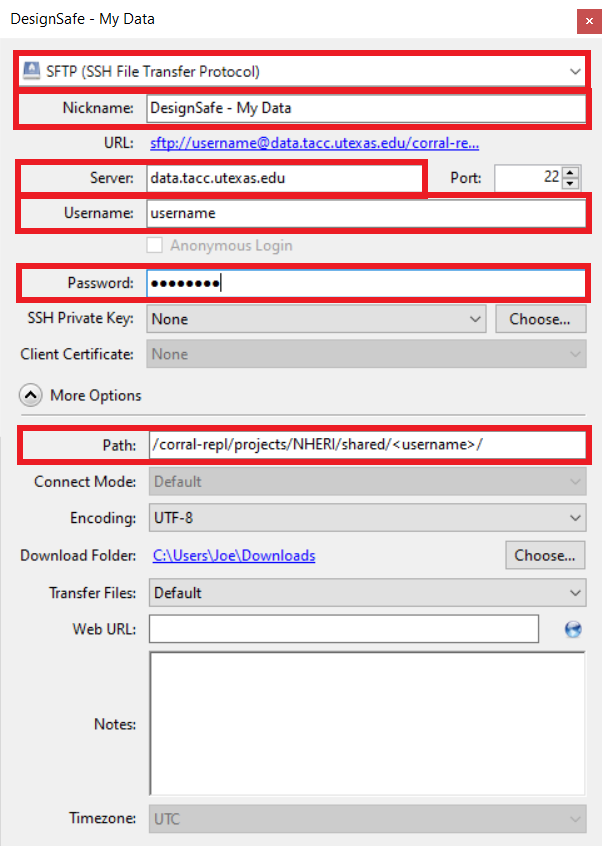 DesignSafe - My Data
SFTP (SSH File Transfer Protocol)
Nickname: DesignSafe - My Data
URL: sftp://username@data.tacc.utexas.edu/corral-re...
Server: data.tacc.utexas.edu Port: 22
Username: username
Anonymous Login
Password: ●●●●●●●●
SSH Private Key: None Choose...
Client Certificate: None
More Options
Path: /corral-repl/projects/NHERI/shared/<username>/
Connect Mode: Default
Encoding: UTF-8
Download Folder: C:\Users\Joe\Downloads Choose...
Transfer Files: Default
Web URL:
Notes:
Timezone: UTC